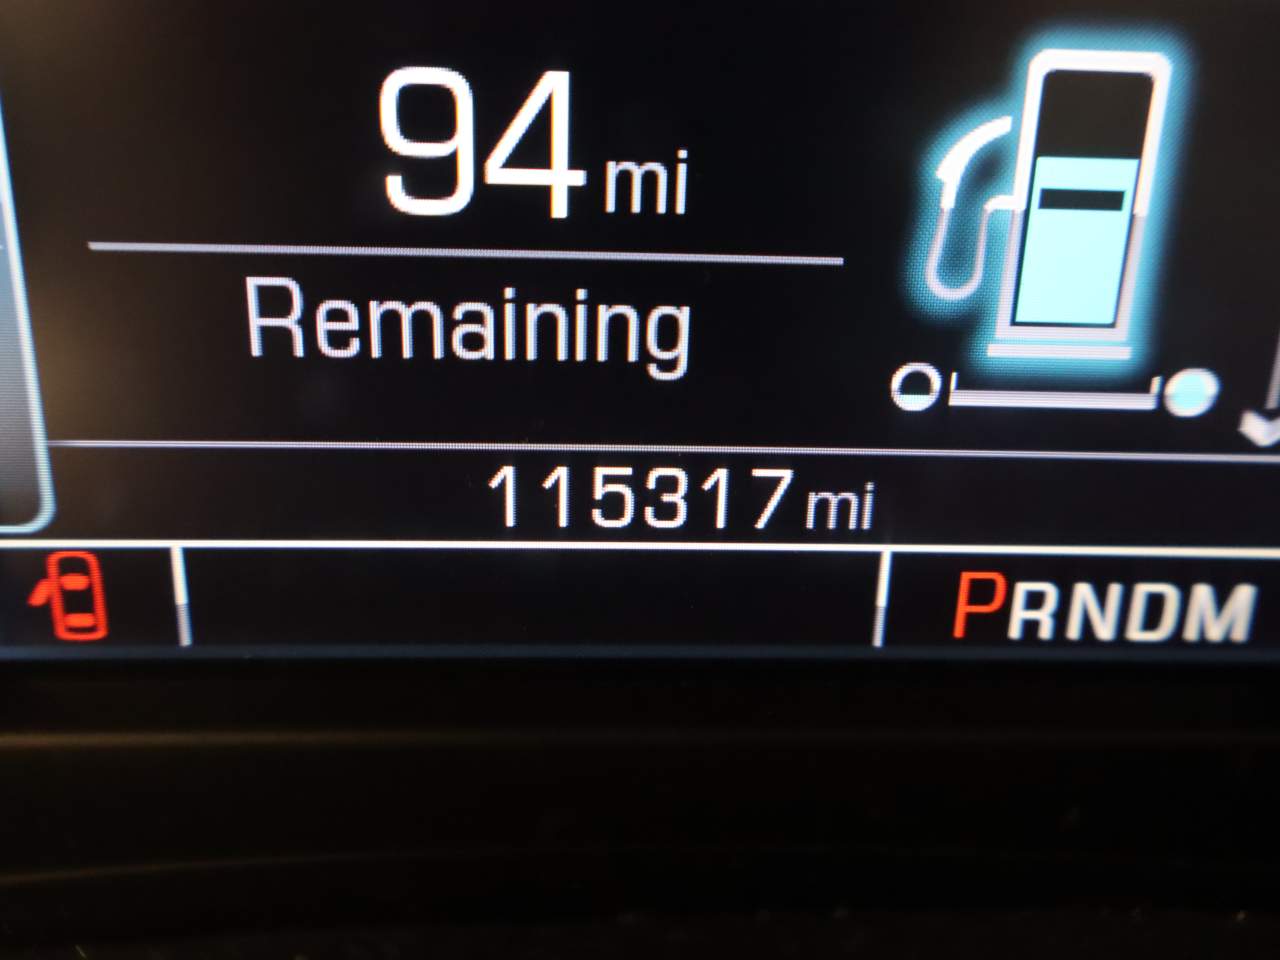 94 mi
Remaining
115317 mi
PRNDM